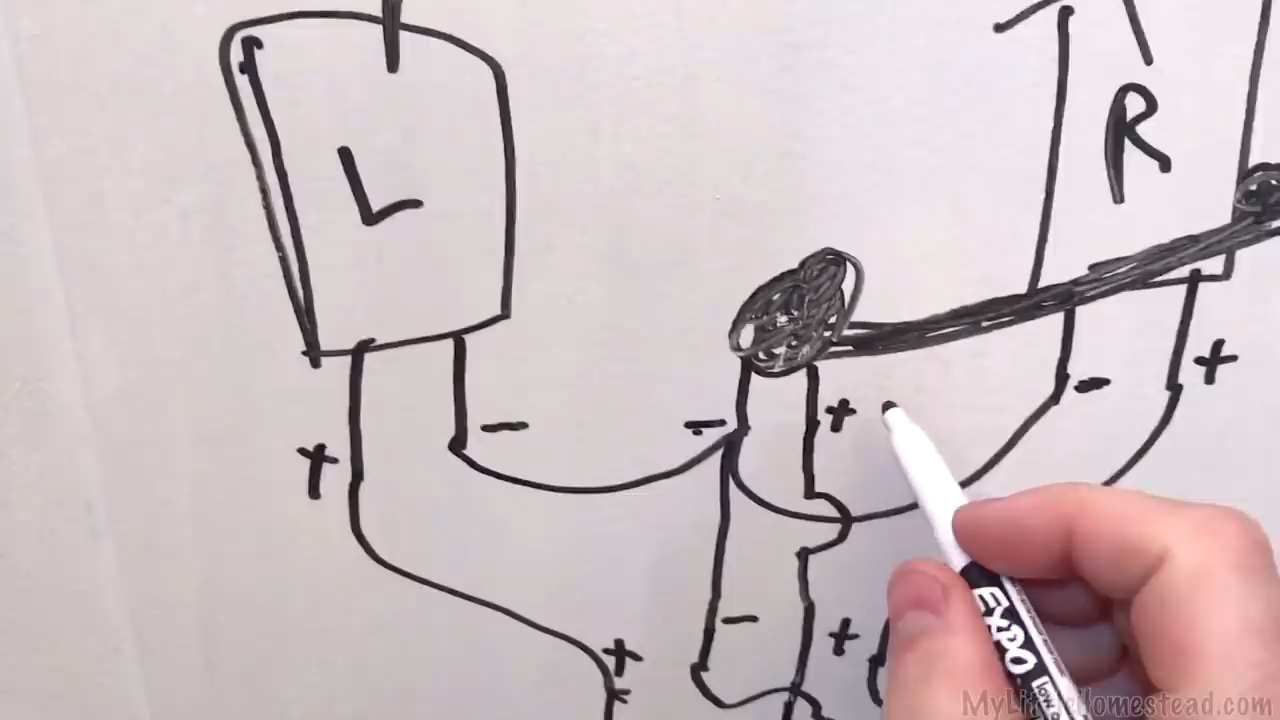 L
R
+
-
-
+
-
+
-
+
+
EXPO
MyLittleHomestead.com